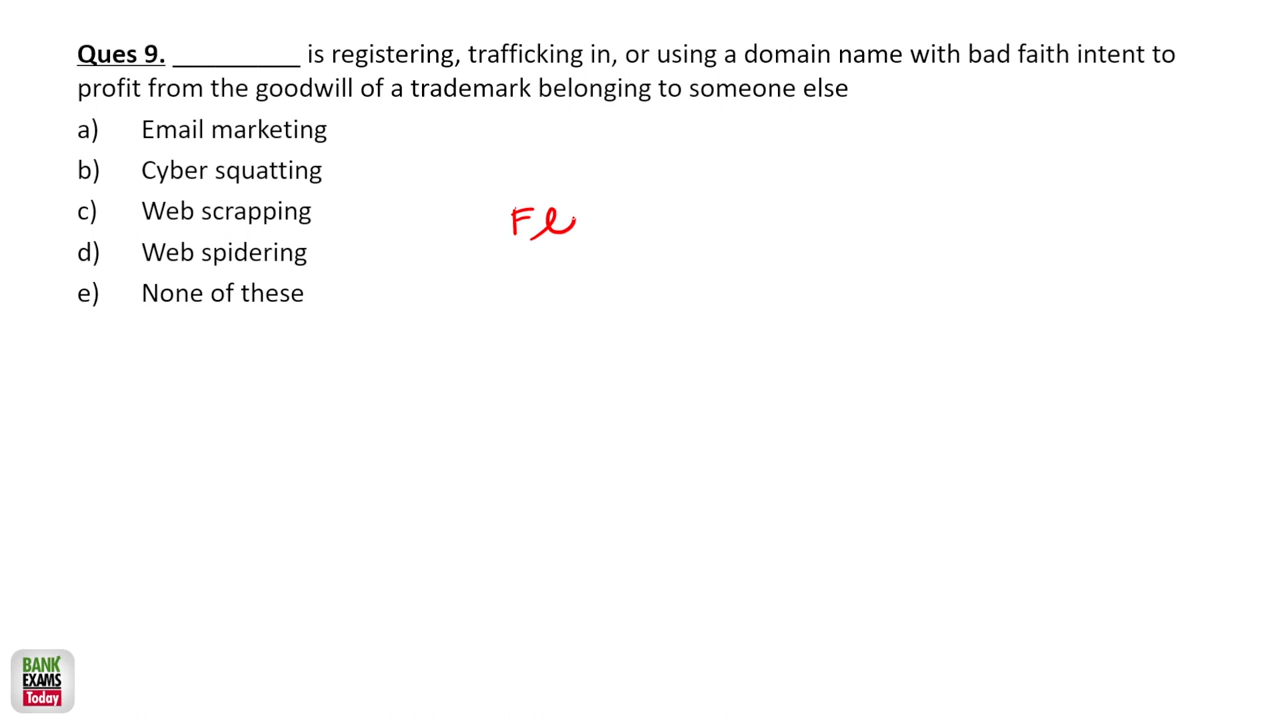 Ques 9. _________ is registering, trafficking in, or using a domain name with bad faith intent to
profit from the goodwill of a trademark belonging to someone else
a) Email marketing
b) Cyber squatting
c) Web scrapping
d) Web spidering
e) None of these
Fl
BANK
EXAMS
Today